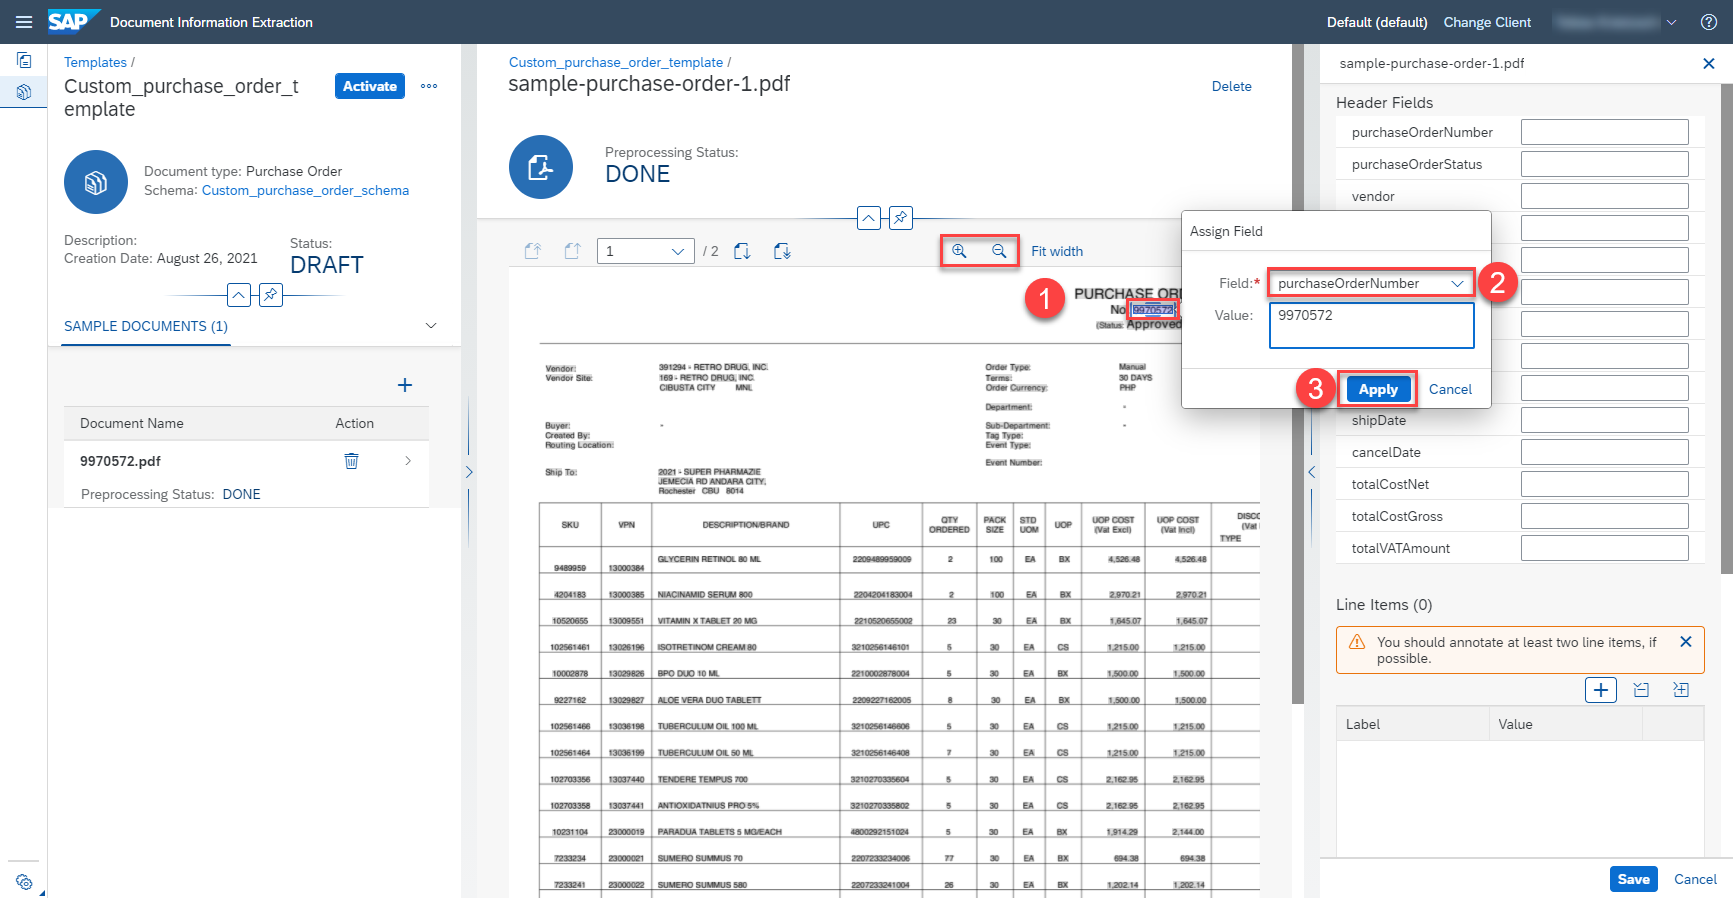 SAP Document Information Extraction
Default (default) Change Client
Templates /
Custom_purchase_order_t
emplate
Activate
Document type: Purchase Order
Schema: Custom_purchase_order_schema
Description:
Creation Date: August 26, 2021
Status:
DRAFT
SAMPLE DOCUMENTS (1)
Document Name Action
9970572.pdf
Preprocessing Status: DONE
Custom_purchase_order_template /
sample-purchase-order-1.pdf
Delete
Preprocessing Status:
DONE
1 / 2 Fit width
1
PURCHASE OR
No 9970572
(Status: Approved
Vendor: 391294 - RETRO DRUG, INC.
Vendor Site: 169 - RETRO DRUG, INC.
CIBUSTA CITY MNL
Order Type: Manual
Terms: 30 DAYS
Order Currency: PHP
Department: -
Buyer: -
Created By:
Routing Location:
Sub-Department: -
Tag Type:
Event Type:
Event Number:
Ship To: 2021 - SUPER PHARMAZIE
JEMECIA RD ANDARA CITY,
Rochester CBU 8014
SKU VPN DESCRIPTION/BRAND UPC QTY ORDERED PACK SIZE STD UOM UOP UOP COST (Vat Excl) UOP COST (Vat Incl) DISCC (Vat TYPE
9489959 13000384 GLYCERIN RETINOL 80 ML 2209489959009 2 100 EA BX 4,526.48 4,526.48
4204183 13000385 NIACINAMID SERUM 800 2204204183004 2 100 EA BX 2,970.21 2,970.21
10520655 13009551 VITAMIN X TABLET 20 MG 2210520655002 23 30 EA BX 1,645.07 1,645.07
102561461 13026196 ISOTRETINOM CREAM 80 3210256146101 5 30 EA CS 1,215.00 1,215.00
10002878 13029826 BPO DUO 10 ML 2210002878004 5 30 EA BX 1,500.00 1,500.00
9227162 13029827 ALOE VERA DUO TABLETT 2209227162005 8 30 EA BX 1,500.00 1,500.00
102561466 13036198 TUBERCULUM OIL 100 ML 3210256146606 5 30 EA CS 1,215.00 1,215.00
102561464 13036199 TUBERCULUM OIL 50 ML 3210256146408 7 30 EA CS 1,215.00 1,215.00
102703356 13037440 TENDERE TEMPUS 700 3210270335604 5 30 EA CS 2,162.95 2,162.95
102703358 13037441 ANTIOXIDATNIUS PRO 5% 3210270335802 5 30 EA CS 2,162.95 2,162.95
10231104 23000019 PARADUA TABLETS 5 MG/EACH 4800292151024 5 30 EA BX 1,914.29 2,144.00
7233234 23000021 SUMERO SUMMUS 70 2207233234006 77 30 EA BX 694.38 694.38
7233241 23000022 SUMERO SUMMUS 580 2207233241004 26 30 EA BX 1,202.14 1,202.14
Assign Field
Field:* purchaseOrderNumber
2
Value: 9970572
3
Apply Cancel
sample-purchase-order-1.pdf
Header Fields
purchaseOrderNumber
purchaseOrderStatus
vendor
shipDate
cancelDate
totalCostNet
totalCostGross
totalVATAmount
Line Items (0)
You should annotate at least two line items, if
possible.
Label Value
Save Cancel